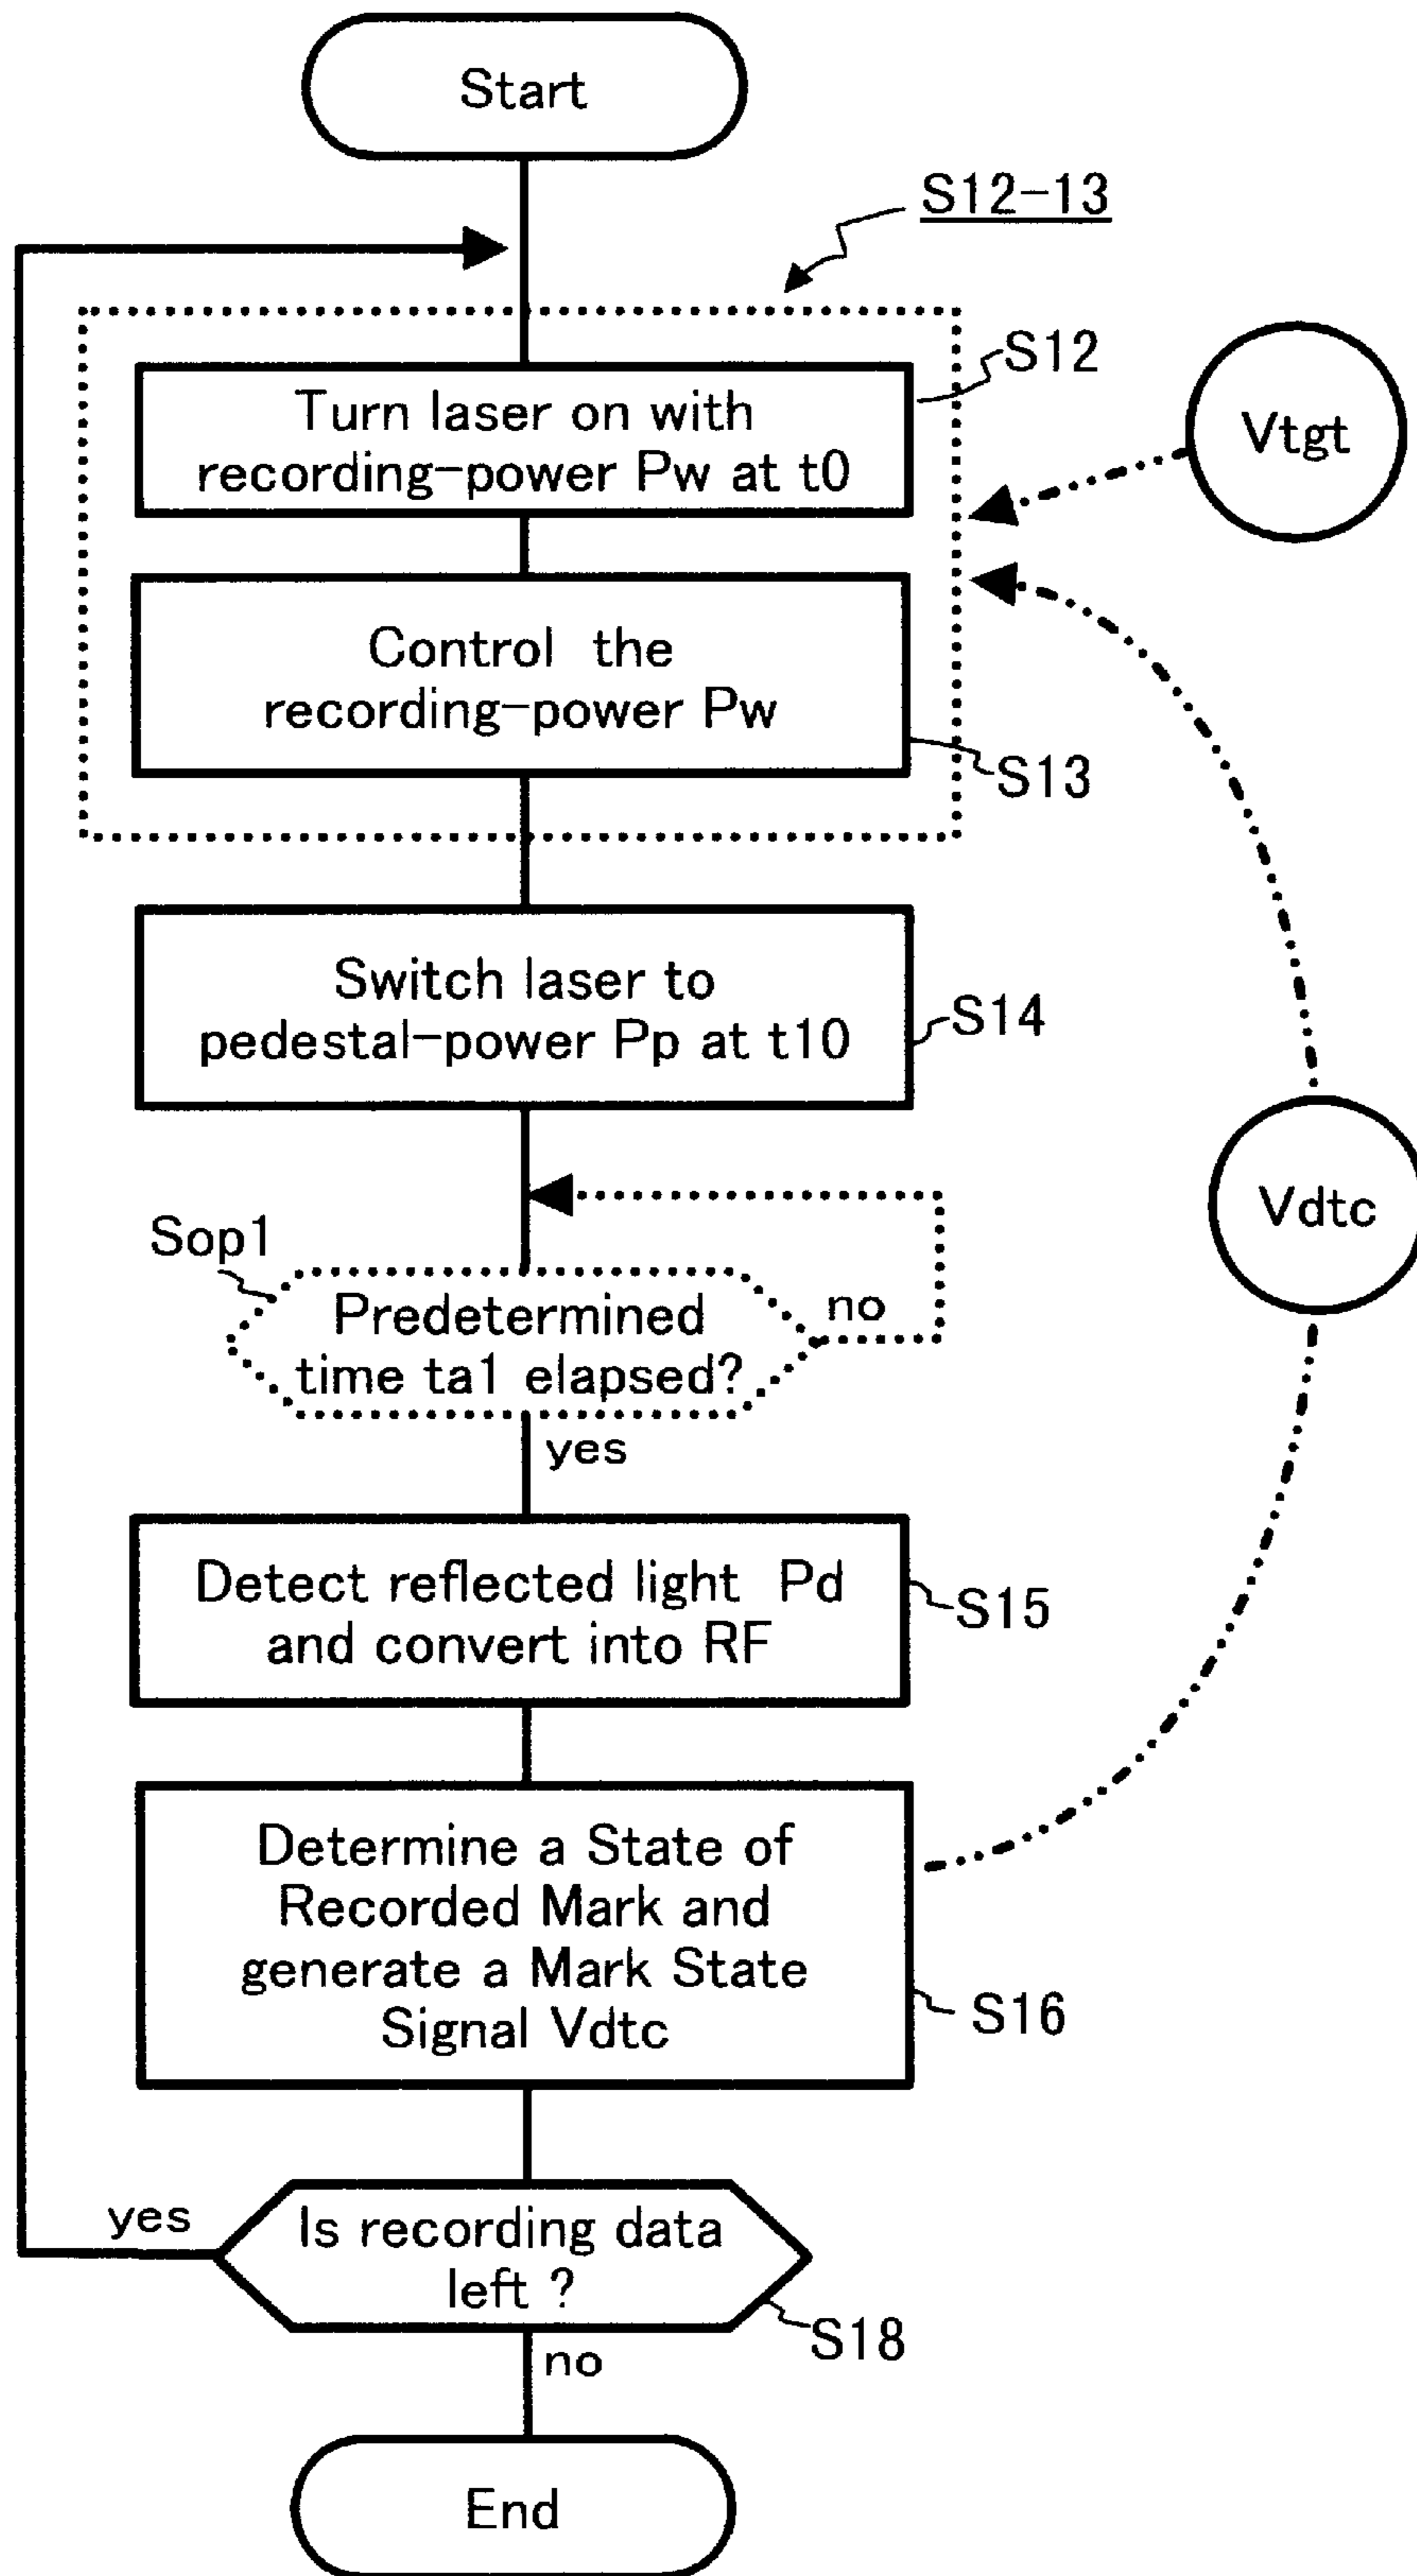 Start
S12-13
S12
Turn laser on with
recording-power Pw at t0
Vtgt
Control the
recording-power Pw
S13
Switch laser to
pedestal-power Pp at t10
S14
Vdtc
Sop1
Predetermined
time ta1 elapsed?
no
yes
Detect reflected light Pd
and convert into RF
S15
Determine a State of
Recorded Mark and
generate a Mark State
Signal Vdtc
S16
yes
Is recording data
left ?
S18
no
End